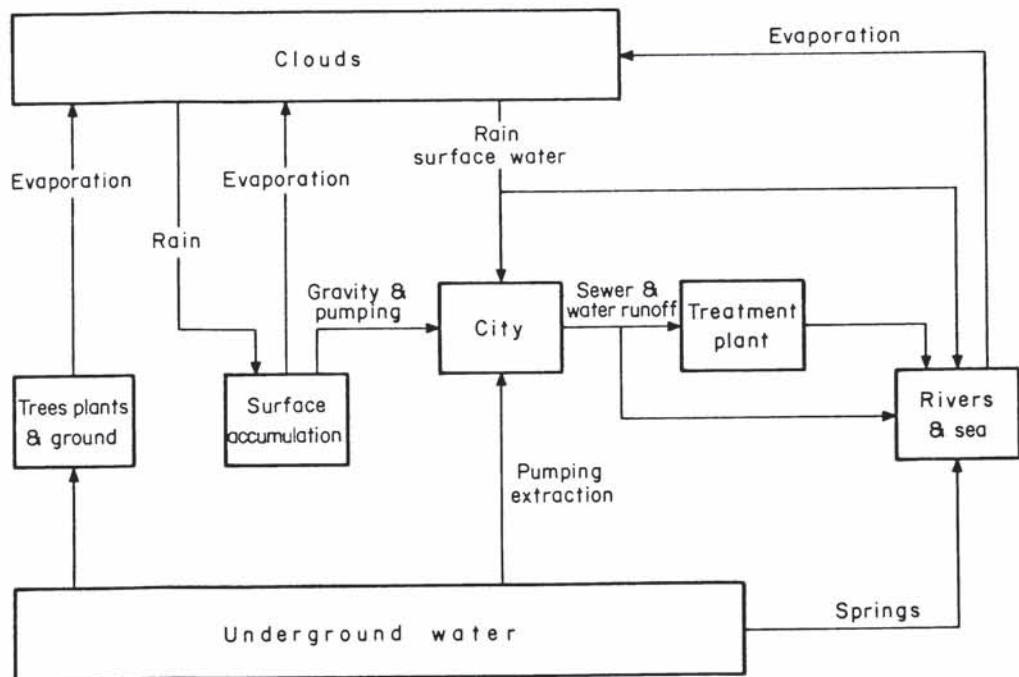 Evaporation
Clouds
Rain
surface water
Evaporation
Evaporation
Rain
Gravity &
pumping
City
Sewer &
water runoff
Treatment
plant
Trees plants
& ground
Surface
accumulation
Rivers
& sea
Pumping
extraction
Springs
Underground water